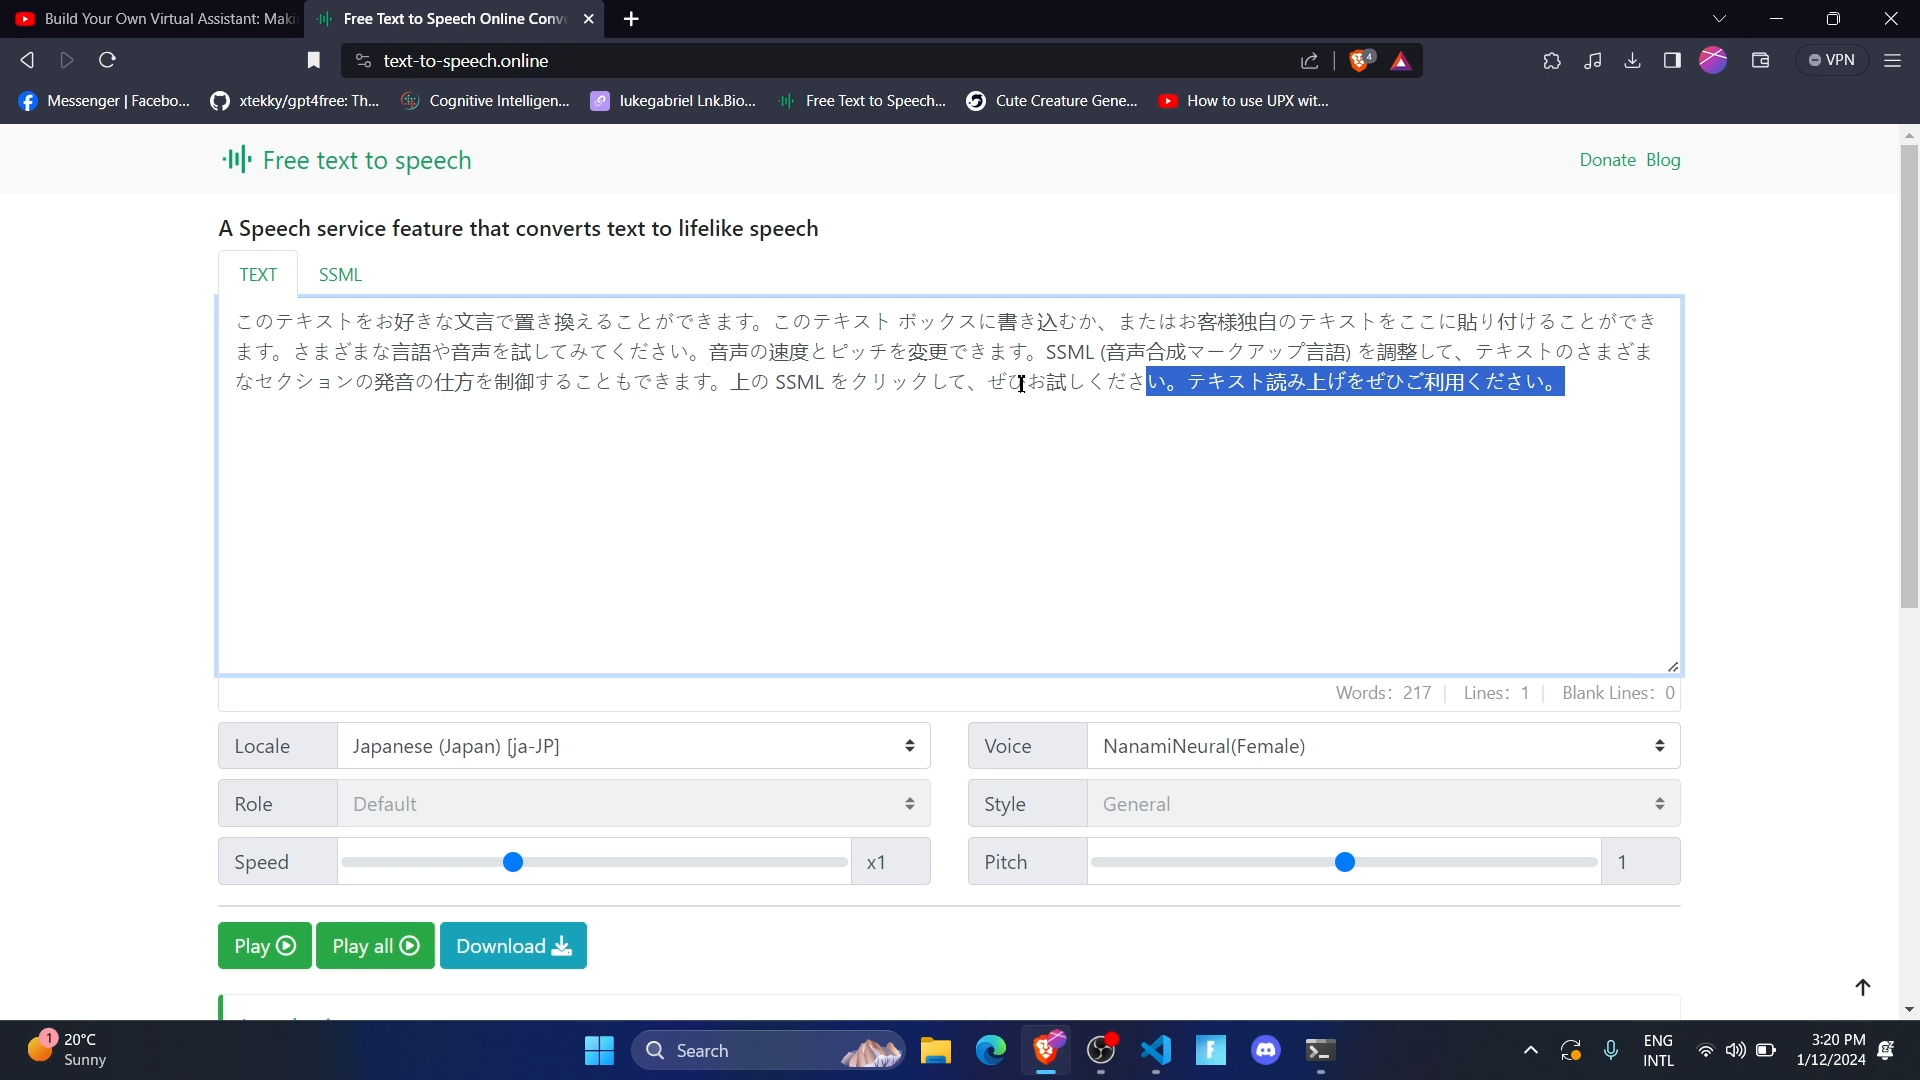 Build Your Own Virtual Assistant: Maki
Free Text to Speech Online Conv
text-to-speech.online
4
VPN
Messenger | Facebo...
xtekky/gpt4free: Th...
Cognitive Intelligen...
lukegabriel Lnk.Bio...
Free Text to Speech...
Cute Creature Gene...
How to use UPX wit...
Free text to speech
Donate Blog
A Speech service feature that converts text to lifelike speech
TEXT SSML
このテキストをお好きな文言で置き換えることができます。このテキスト ボックスに書き込むか、またはお客様独自のテキストをここに貼り付けることができ
ます。さまざまな言語や音声を試してみてください。音声の速度とピッチを変更できます。SSML (音声合成マークアップ言語) を調整して、テキストのさまざま
なセクションの発音の仕方を制御することもできます。上の SSML をクリックして、ぜひお試しください。テキスト読み上げをぜひご利用ください。
Words: 217 Lines: 1 Blank Lines: 0
Locale Japanese (Japan) [ja-JP] Voice NanamiNeural(Female)
Role Default Style General
Speed x1 Pitch 1
Play Play all Download
1
20°C
Sunny
Search
ENG
INTL
3:20 PM
1/12/2024